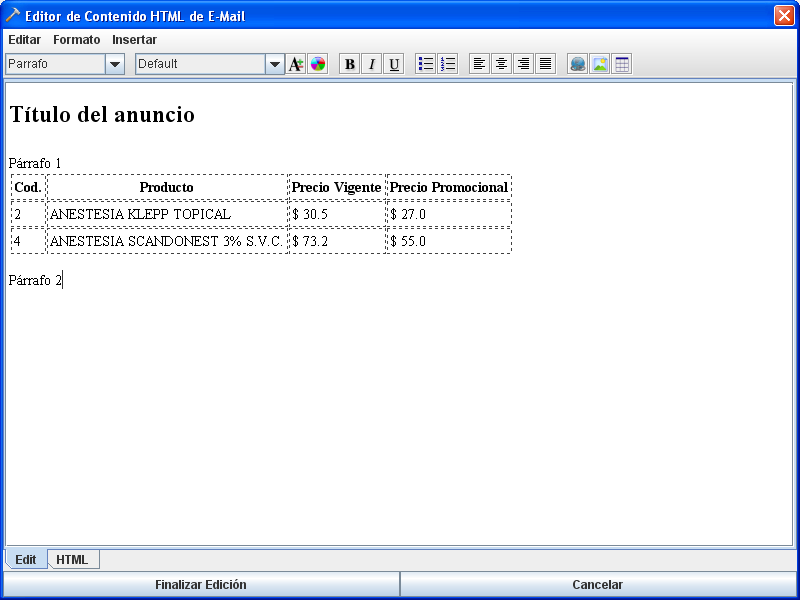 Editor de Contenido HTML de E-Mail
Editar Formato Insertar
Parrafo Default A B I U
Título del anuncio
Párrafo 1
Cod. Producto Precio Vigente Precio Promocional
2 ANESTESIA KLEPP TOPICAL $ 30.5 $ 27.0
4 ANESTESIA SCANDONEST 3% S.V.C. $ 73.2 $ 55.0
Párrafo 2
Edit HTML
Finalizar Edición Cancelar